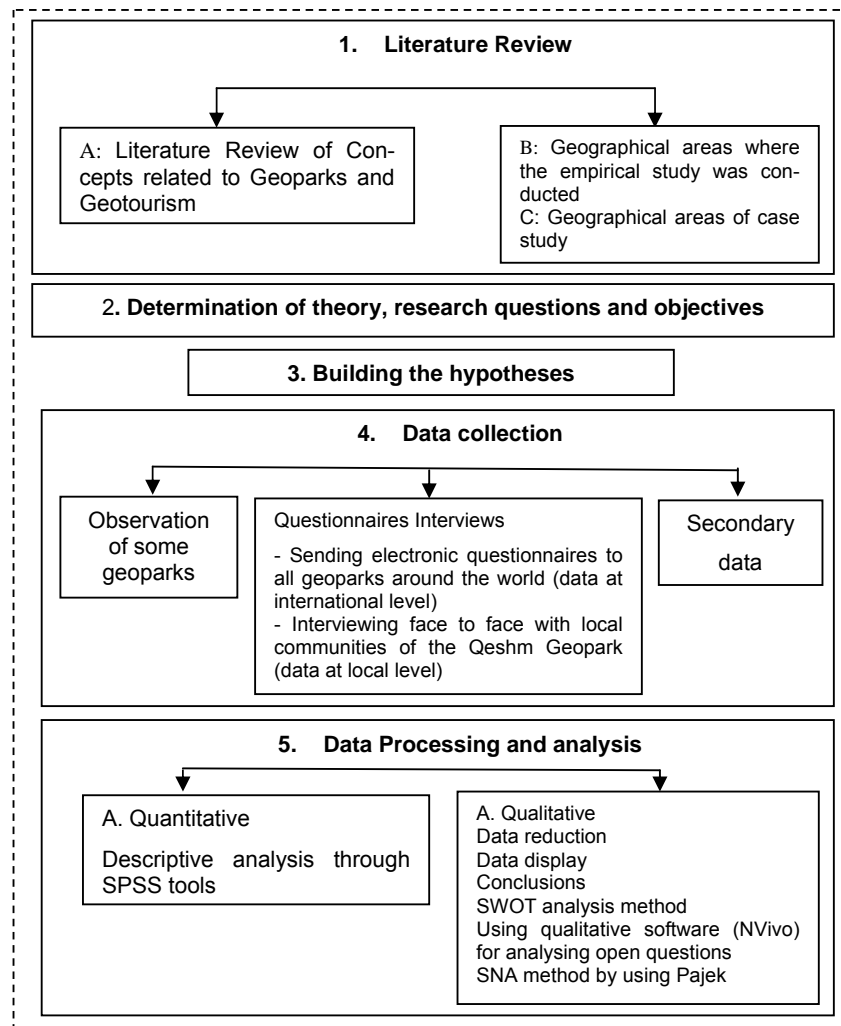 1. Literature Review
A: Literature Review of Con-
cepts related to Geoparks and
Geotourism
B: Geographical areas where
the empirical study was con-
ducted
C: Geographical areas of case
study
2. Determination of theory, research questions and objectives
3. Building the hypotheses
4. Data collection
Observation
of some
geoparks
Questionnaires Interviews
- Sending electronic questionnaires to
all geoparks around the world (data at
international level)
- Interviewing face to face with local
communities of the Qeshm Geopark
(data at local level)
Secondary
data
5. Data Processing and analysis
A. Quantitative
Descriptive analysis through
SPSS tools
A. Qualitative
Data reduction
Data display
Conclusions
SWOT analysis method
Using qualitative software (NVivo)
for analysing open questions
SNA method by using Pajek